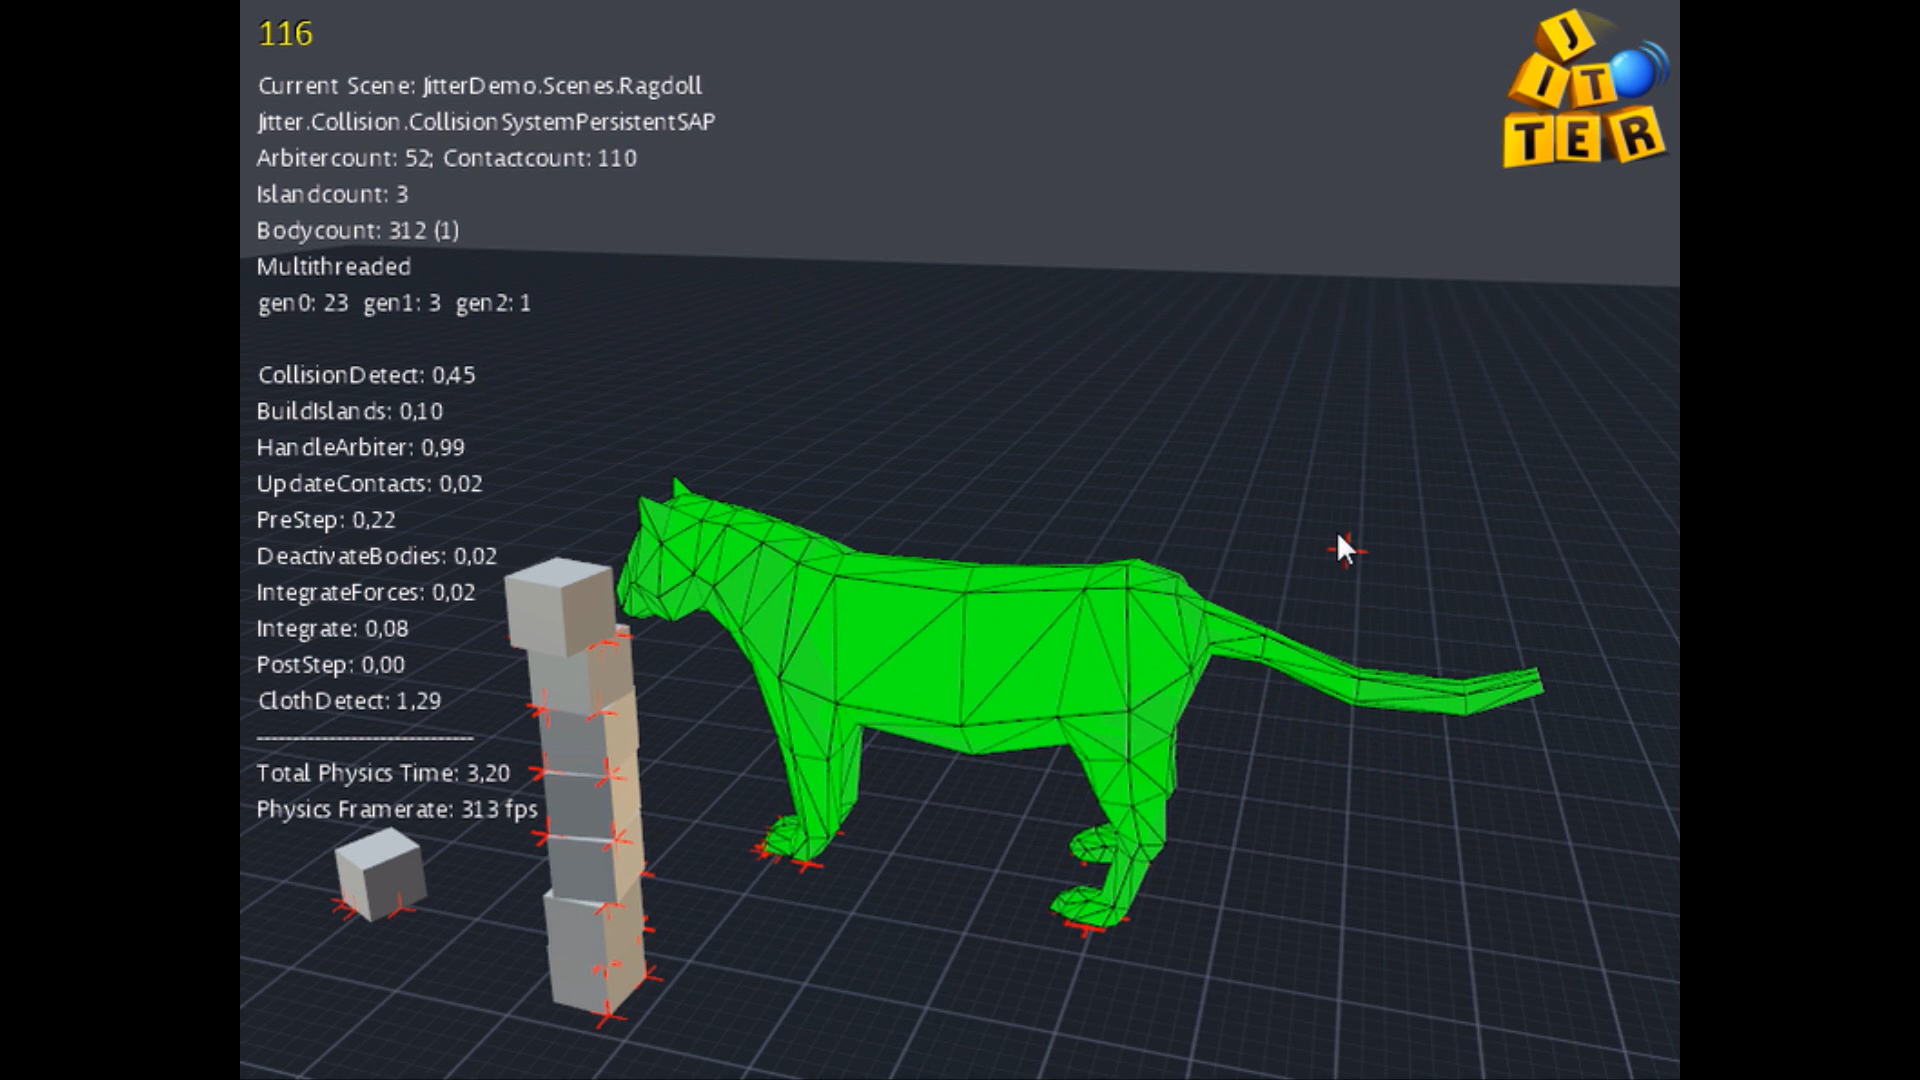 116
Current Scene: JitterDemo.Scenes.Ragdoll
Jitter.Collision.CollisionSystemPersistentSAP
Arbitercount: 52; Contactcount: 110
Islandcount: 3
Bodycount: 312 (1)
Multithreaded
gen0: 23 gen1: 3 gen2: 1
CollisionDetect: 0,45
BuildIslands: 0,10
HandleArbiter: 0,99
UpdateContacts: 0,02
PreStep: 0,22
DeactivateBodies: 0,02
IntegrateForces: 0,02
Integrate: 0,08
PostStep: 0,00
ClothDetect: 1,29
----------------------------
Total Physics Time: 3,20
Physics Framerate: 313 fps
J
IT
TER